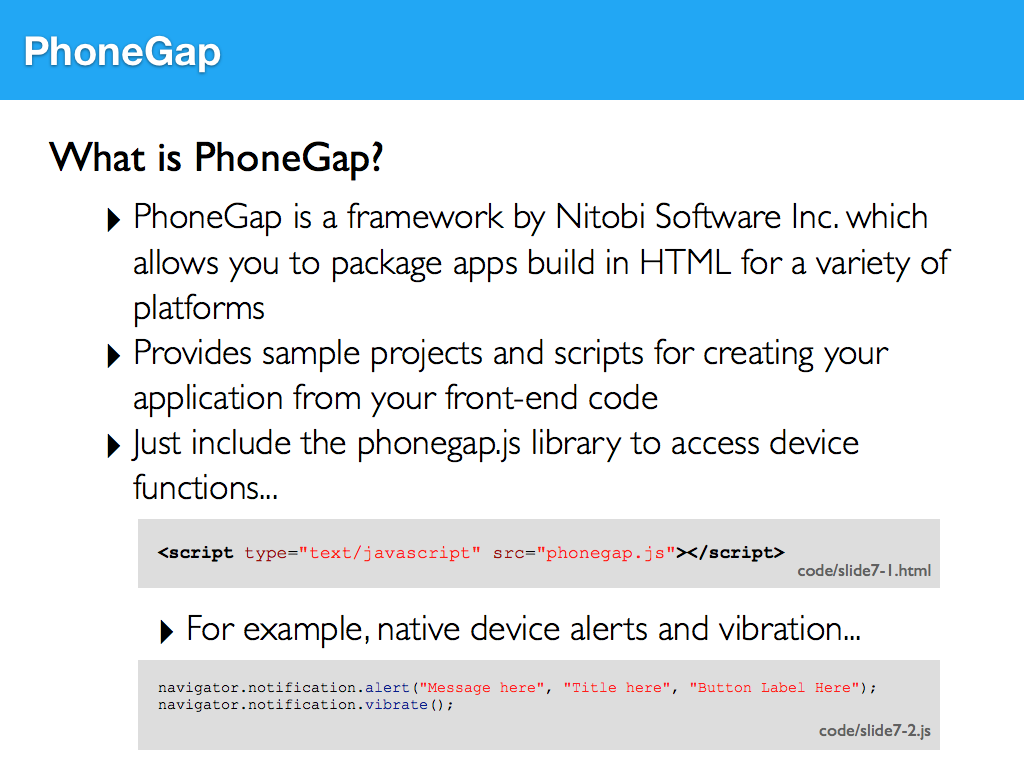 PhoneGap
What is PhoneGap?
PhoneGap is a framework by Nitobi Software Inc. which
allows you to package apps build in HTML for a variety of
platforms
Provides sample projects and scripts for creating your
application from your front-end code
Just include the phonegap.js library to access device
functions...
<script type="text/javascript" src="phonegap.js"></script>
code/slide7-1.html
For example, native device alerts and vibration...
navigator.notification.alert("Message here", "Title here", "Button Label Here");
navigator.notification.vibrate();
code/slide7-2.js